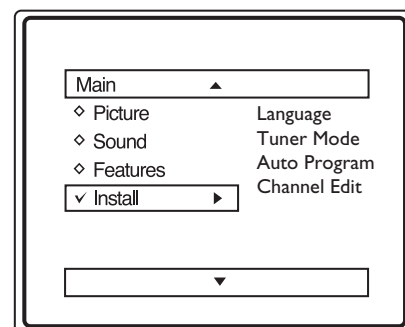 Main
Picture
Sound
Features
Install
Language
Tuner Mode
Auto Program
Channel Edit